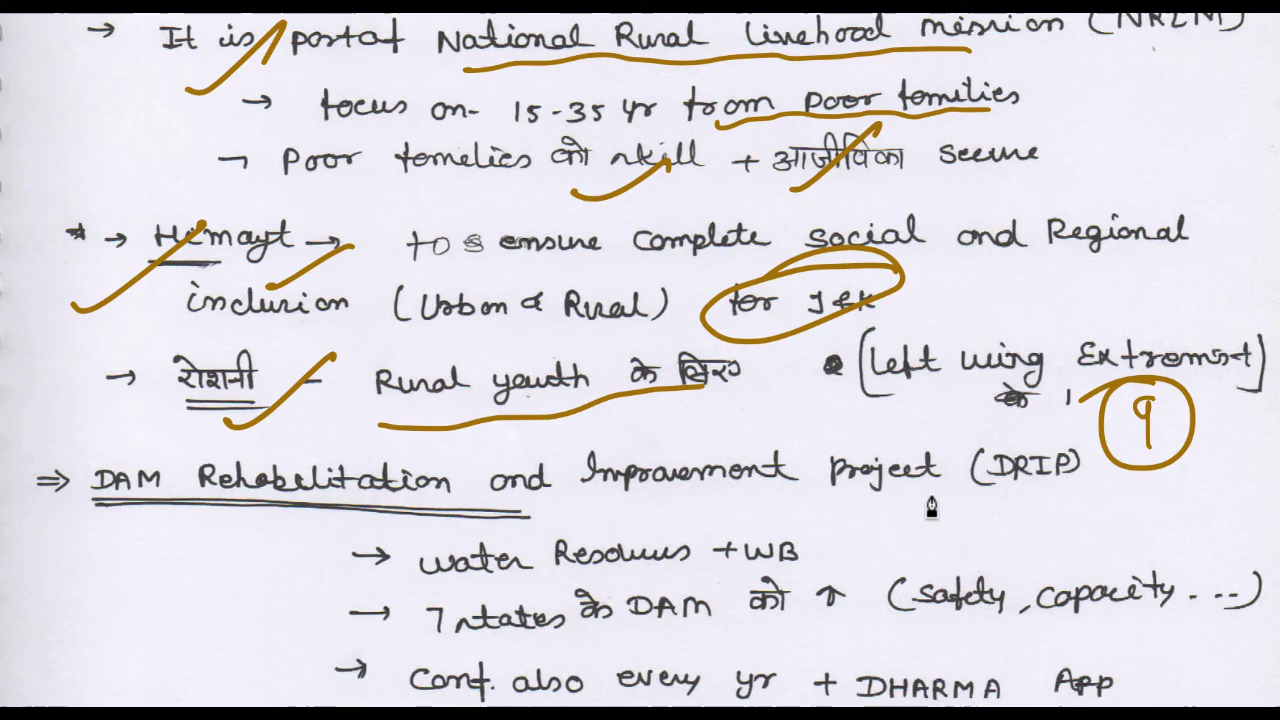 → It is part of National Rural Livehood mission (NRLM)
→ focus on- 15-35 yr from poor families
→ Poor famelies को skill + आजीविका secure
* → Himayt → to ensure complete social and Regional
inclusion (Urban & Rural) for J & K
→ रोशनी - Rural youth के लिए (Left wing Extremist)
के 9
⇒ DAM Rehabilitation and Improvement project (DRIP)
→ water Resources + WB
→ 7 states के DAM को ↑ (safety, capacity ...)
→ Conf. also every yr + DHARMA App